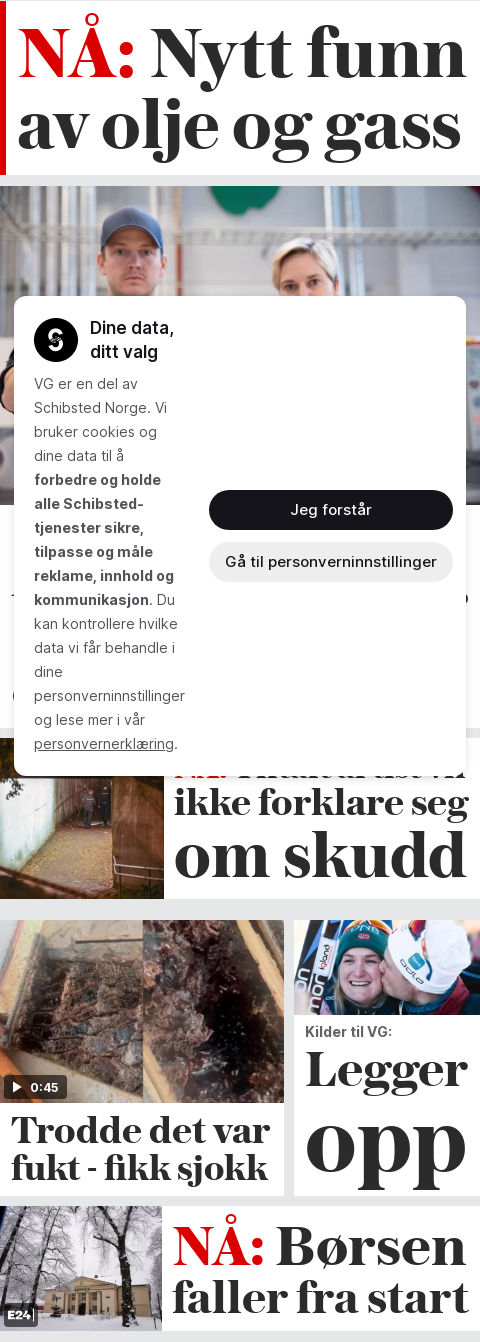 NÅ: Nytt funn
av olje og gass
Dine data,
ditt valg
VG er en del av
Schibsted Norge. Vi
bruker cookies og
dine data til å
forbedre og holde
alle Schibsted-
tjenester sikre,
tilpasse og måle
reklame, innhold og
kommunikasjon. Du
kan kontrollere hvilke
data vi får behandle i
dine
personverninnstillinger
og lese mer i vår
personvernerklæring.
Jeg forstår
Gå til personverninnstillinger
ikke forklare seg
om skudd
0:45
Trodde det var
fukt - fikk sjokk
Kilder til VG:
Legger
opp
E24
NÅ: Børsen
faller fra start